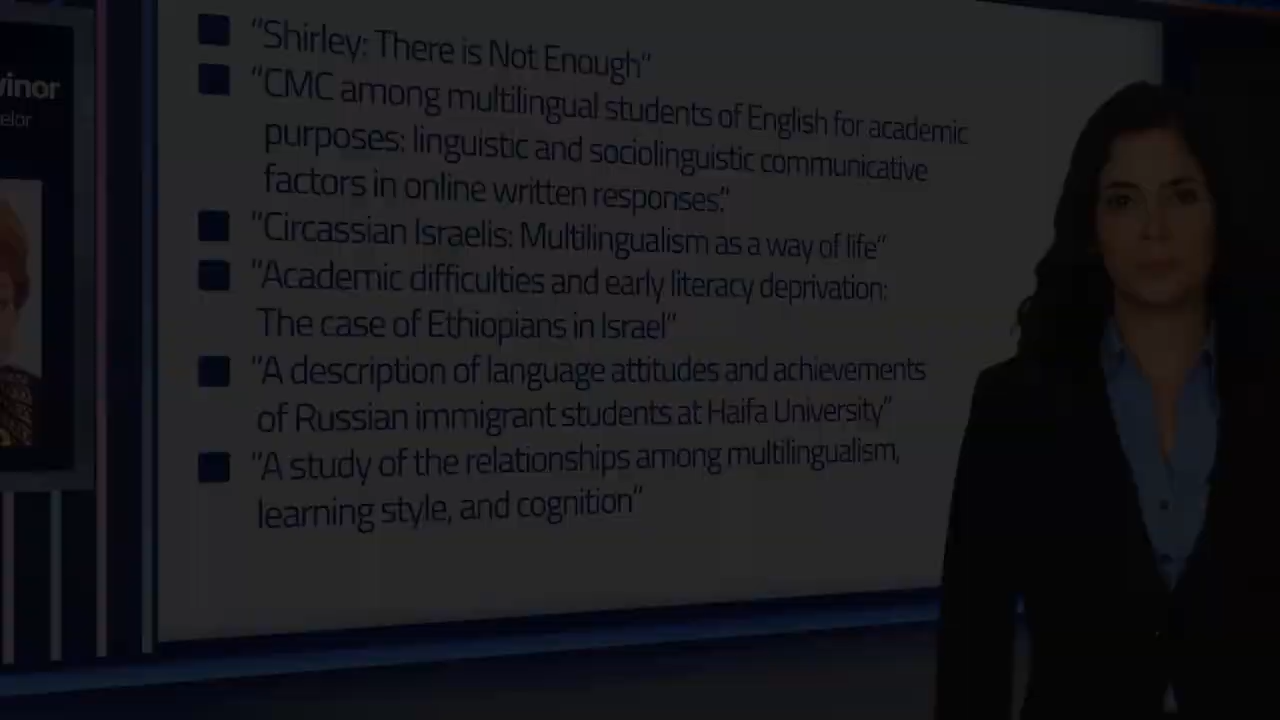 vinor
elor
“Shirley: There is Not Enough“
“CMC among multilingual students of English for academic
purposes: linguistic and sociolinguistic communicative
factors in online written responses.“
“Circassian Israelis: Multilingualism as a way of life“
“Academic difficulties and early literacy deprivation:
The case of Ethiopians in Israel“
“A description of language attitudes and achievements
of Russian immigrant students at Haifa University“
“A study of the relationships among multilingualism,
learning style, and cognition“